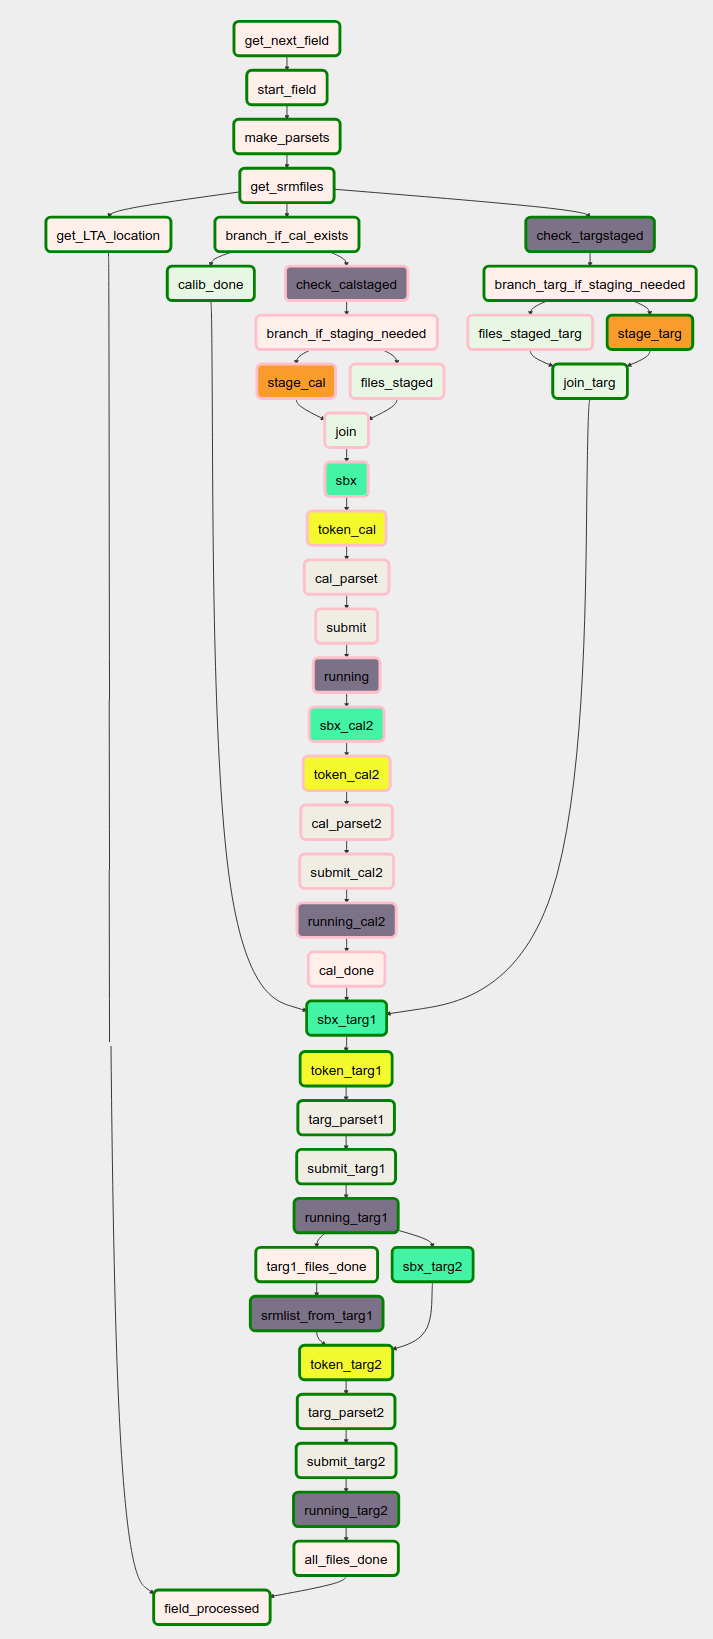 get_next_field
start_field
make_parsets
get_srmfiles
get_LTA_location
branch_if_cal_exists
check_targstaged
calib_done
check_calstaged
branch_targ_if_staging_needed
branch_if_staging_needed
files_staged_targ
stage_targ
stage_cal
files_staged
join_targ
join
sbx
token_cal
cal_parset
submit
running
sbx_cal2
token_cal2
cal_parset2
submit_cal2
running_cal2
cal_done
sbx_targ1
token_targ1
targ_parset1
submit_targ1
running_targ1
targ1_files_done
sbx_targ2
srmlist_from_targ1
token_targ2
targ_parset2
submit_targ2
running_targ2
all_files_done
field_processed